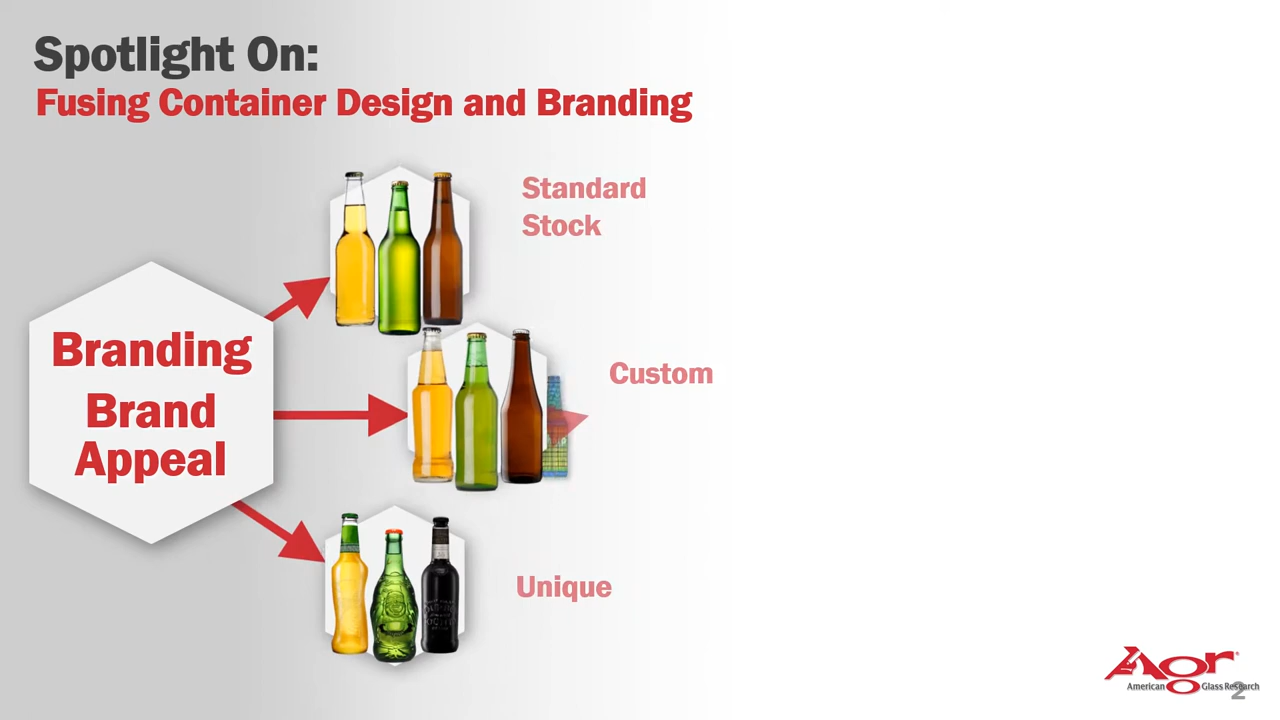 Spotlight On:
Fusing Container Design and Branding
Standard
Stock
Branding
Brand
Appeal
Custom
Unique
Agr
American Glass Research
2